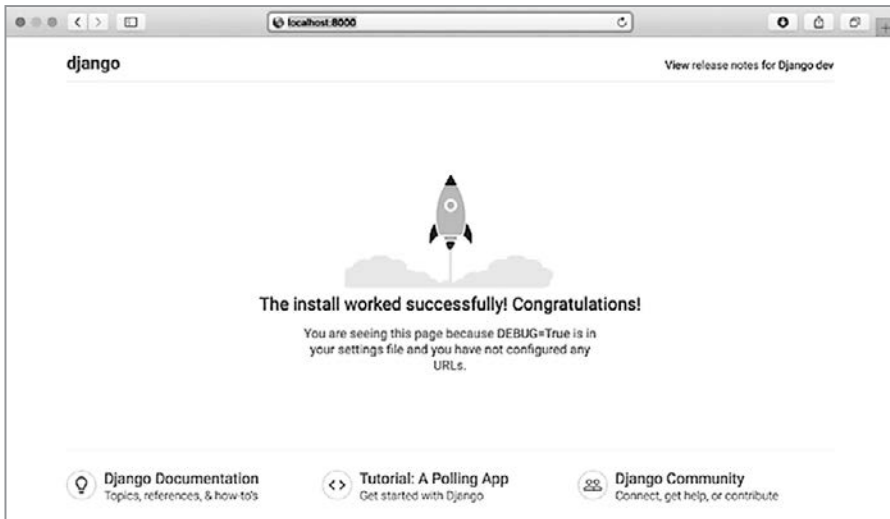 localhost:8000
django
View release notes for Django dev
The install worked successfully! Congratulations!
You are seeing this page because DEBUG=True is in
your settings file and you have not configured any
URLs.
Django Documentation
Topics, references, & how-to's
Tutorial: A Polling App
Get started with Django
Django Community
Connect, get help, or contribute